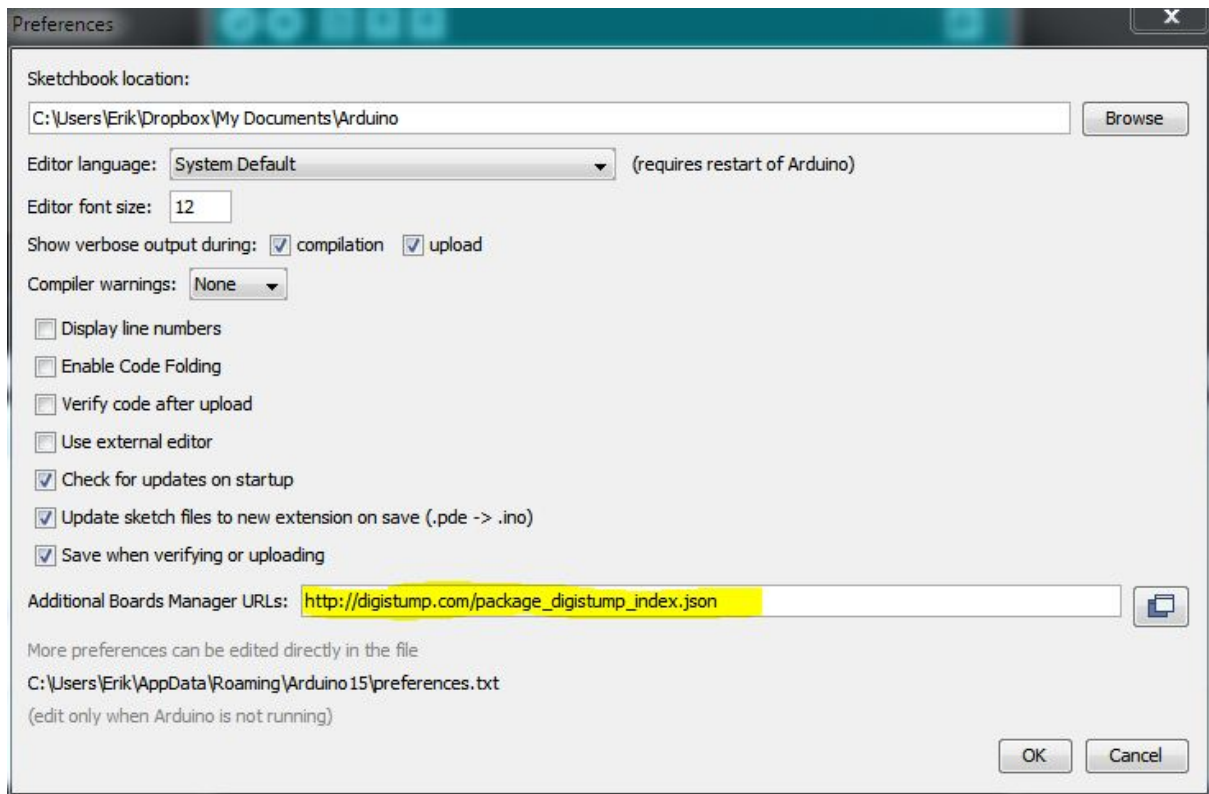 Preferences
x
Sketchbook location:
C:\Users\Erik\Dropbox\My Documents\Arduino Browse
Editor language: System Default (requires restart of Arduino)
Editor font size: 12
Show verbose output during: compilation upload
Compiler warnings: None
Display line numbers
Enable Code Folding
Verify code after upload
Use external editor
Check for updates on startup
Update sketch files to new extension on save (.pde -> .ino)
Save when verifying or uploading
Additional Boards Manager URLs: http://digistump.com/package_digistump_index.json
More preferences can be edited directly in the file
C:\Users\Erik\AppData\Roaming\Arduino15\preferences.txt
(edit only when Arduino is not running)
OK Cancel